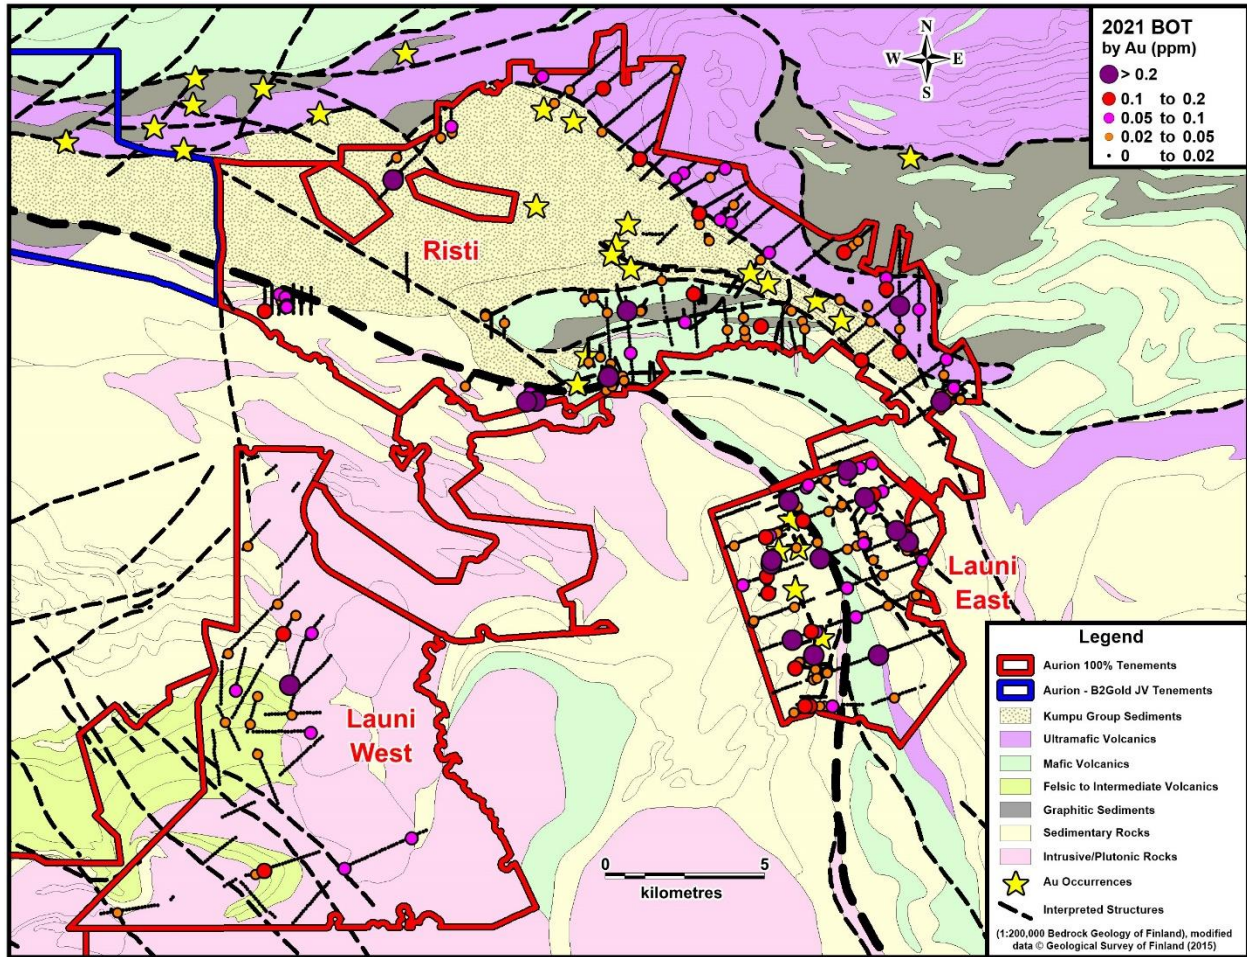 2021 BOT
by Au (ppm)
> 0.2
0.1 to 0.2
0.05 to 0.1
0.02 to 0.05
0 to 0.02
N
W E
S
Risti
Launi
East
Launi
West
0 5
kilometres
Legend
Aurion 100% Tenements
Aurion - B2Gold JV Tenements
Kumpu Group Sediments
Ultramafic Volcanics
Mafic Volcanics
Felsic to Intermediate Volcanics
Graphitic Sediments
Sedimentary Rocks
Intrusive/Plutonic Rocks
Au Occurrences
Interpreted Structures
(1:200,000 Bedrock Geology of Finland), modified
data © Geological Survey of Finland (2015)